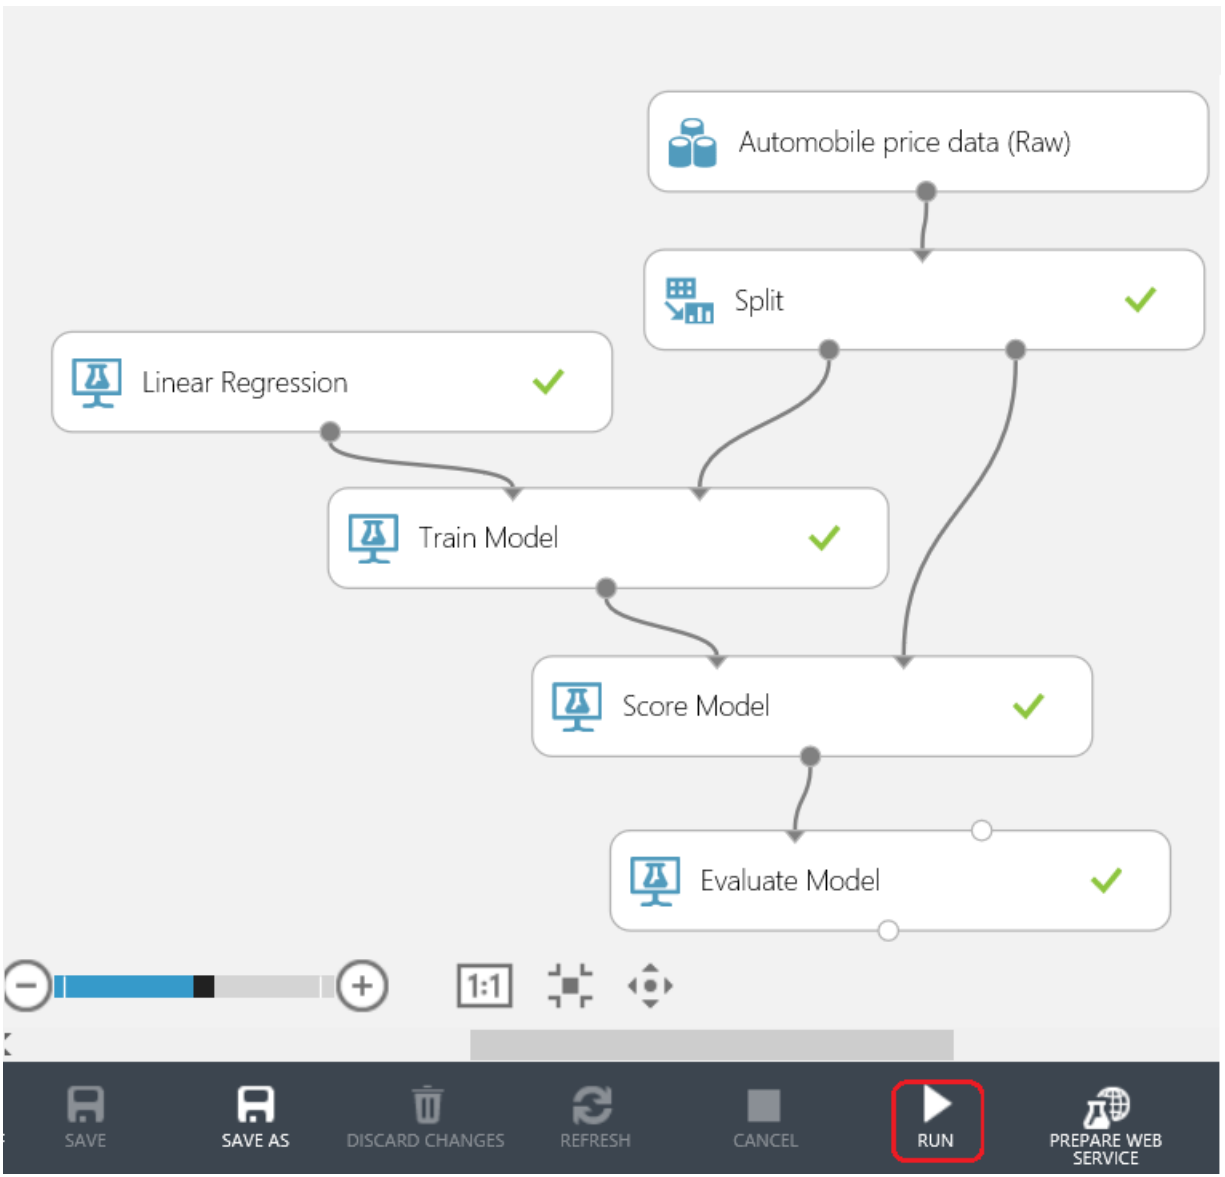 Automobile price data (Raw)
Split
Linear Regression
Train Model
Score Model
Evaluate Model
1:1
SAVE
SAVE AS
DISCARD CHANGES
REFRESH
CANCEL
RUN
PREPARE WEB
SERVICE